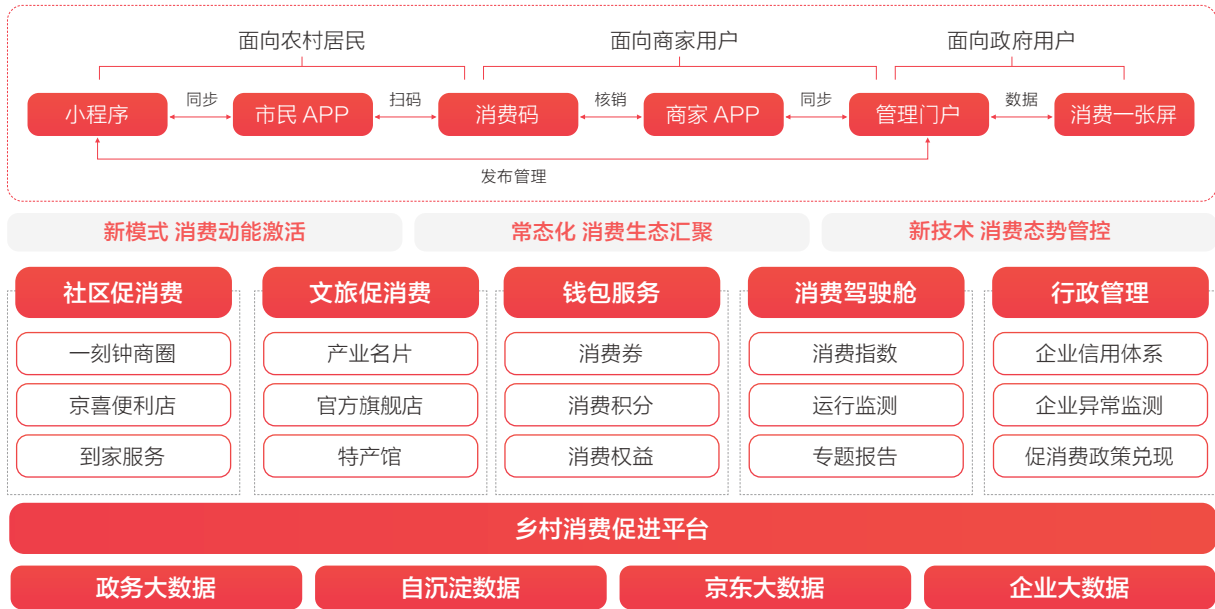 面向农村居民
面向商家用户
面向政府用户
小程序
同步
市民 APP
扫码
消费码
核销
商家 APP
同步
管理门户
数据
消费一张屏
发布管理
新模式 消费动能激活
常态化 消费生态汇聚
新技术 消费态势管控
社区促消费
文旅促消费
钱包服务
消费驾驶舱
行政管理
一刻钟商圈
产业名片
消费券
消费指数
企业信用体系
京喜便利店
官方旗舰店
消费积分
运行监测
企业异常监测
到家服务
特产馆
消费权益
专题报告
促消费政策兑现
乡村消费促进平台
政务大数据
自沉淀数据
京东大数据
企业大数据